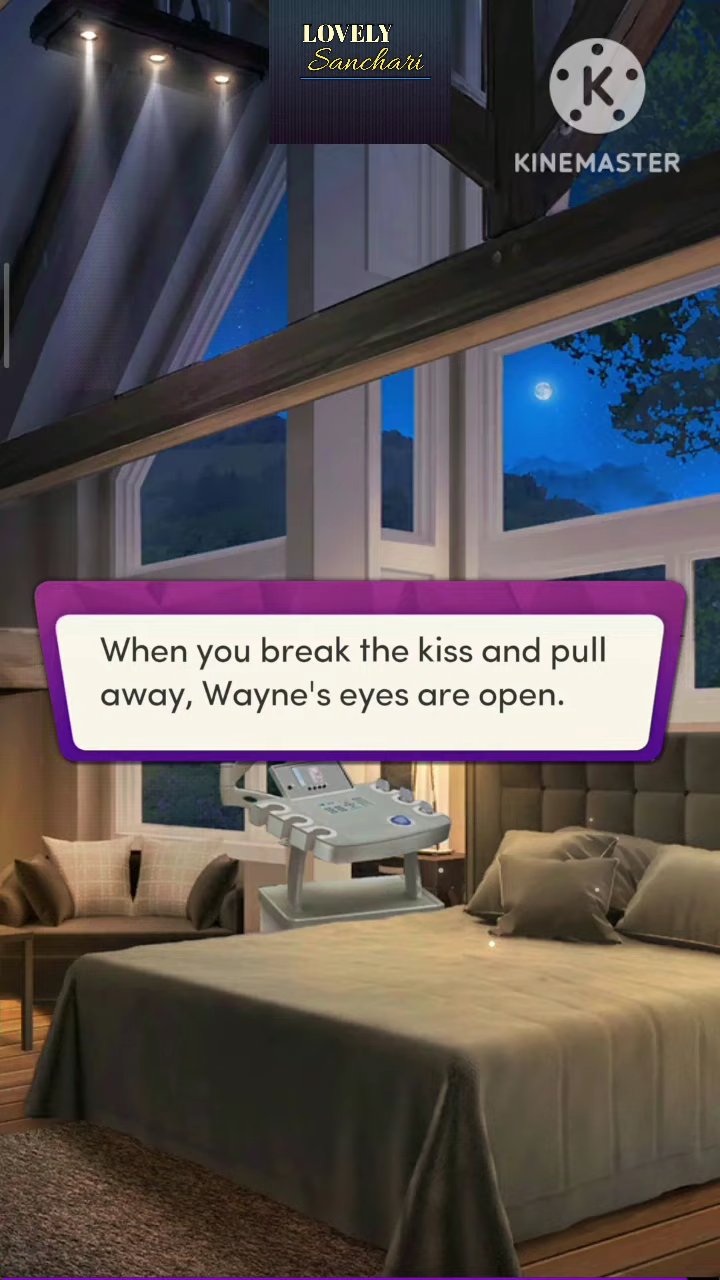 LOVELY
Sanchari
KINEMASTER
When you break the kiss and pull
away, Wayne's eyes are open.